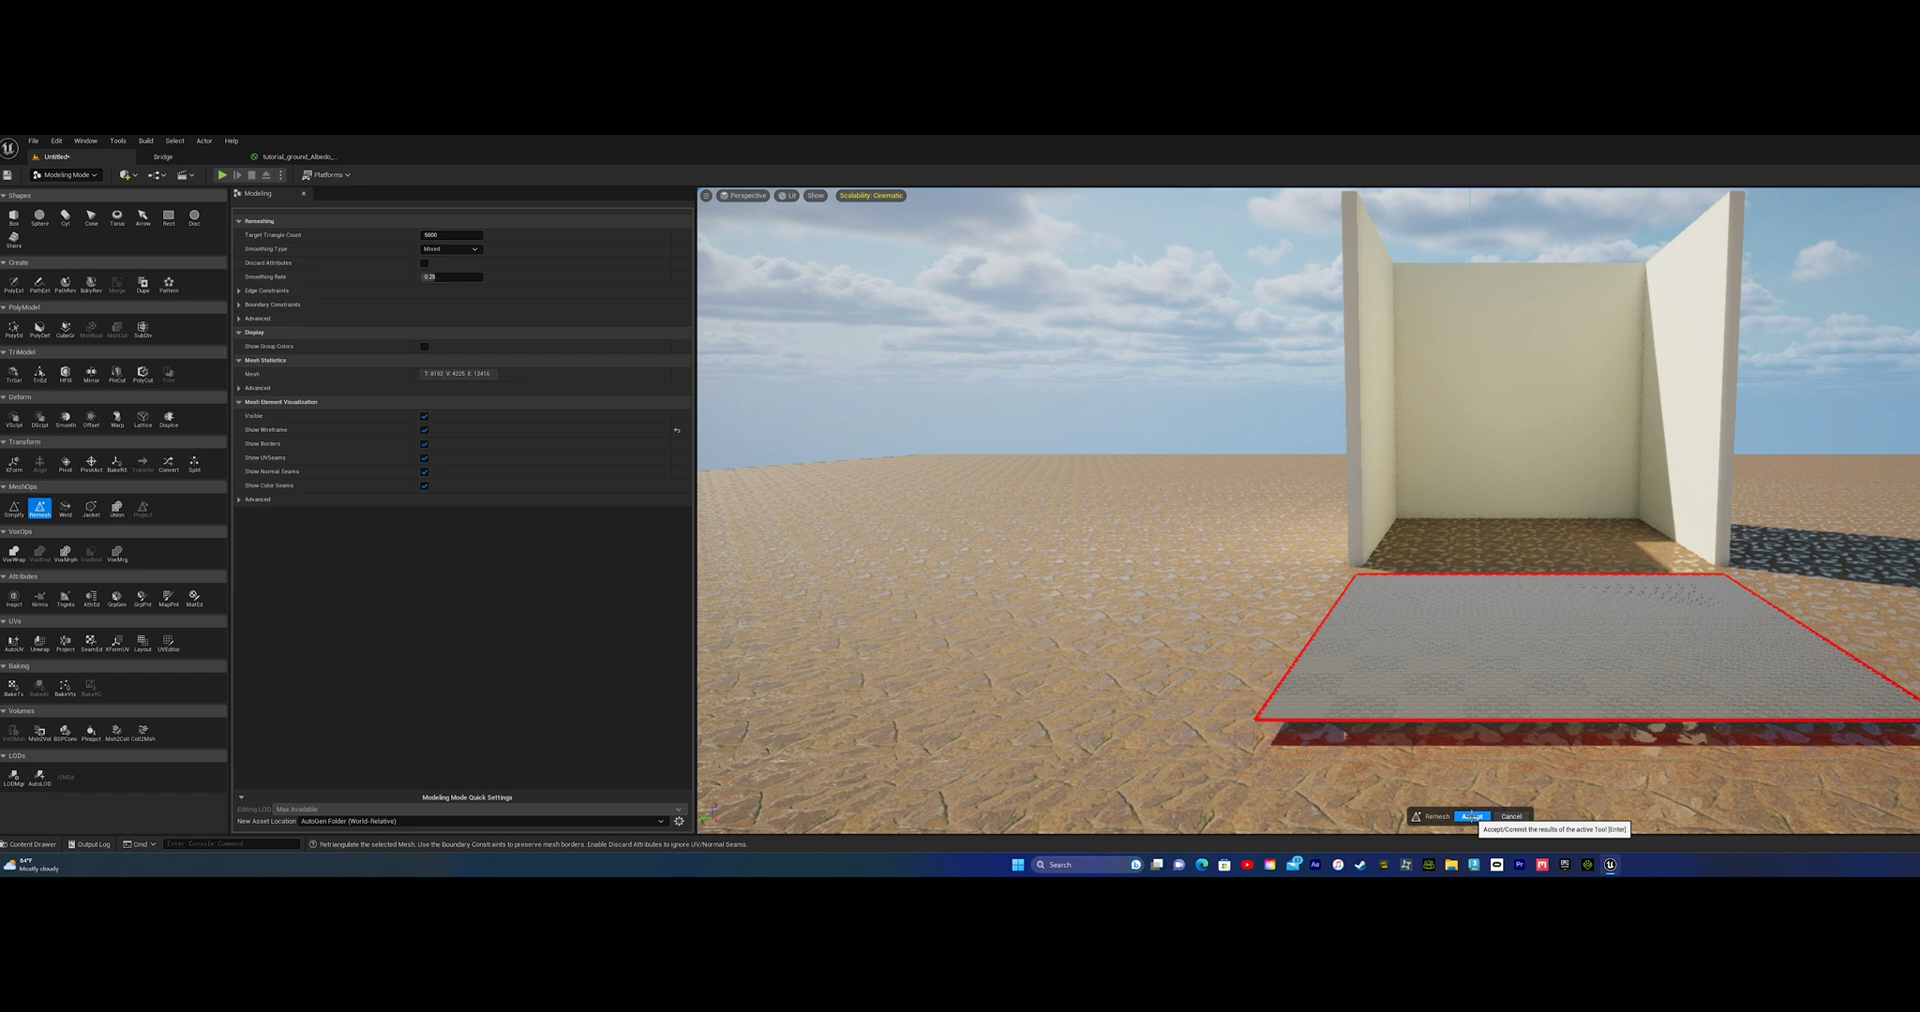 File Edit Window Tools Build Select Actor Help
Untitled* Bridge tutorial_ground_Albedo_...
Modeling Mode Platforms
Shapes
Box Sphere Cyl Cone Torus Arrow Rect Disc
Stairs
Create
PolyExt PathExt PathRev BdryRev Merge Dupe Pattern
PolyModel
PolyEd PolyDef CubeGr MshBool MshCut SubDiv
TriModel
TriSel TriEd HFill Mirror PlnCut PolyCut Trim
Deform
VSclpt DSclpt Smooth Offset Warp Lattice Displce
Transform
XForm Align Pivot PivotAct BakeRS Transfer Convert Split
MeshOps
Simplify Remesh Weld Jacket Union Project
VoxOps
VoxWrap VoxBlnd VoxMrph VoxBool VoxMrg
Attributes
Inspct Nrmls Tngnts AttrEd GrpGen GrpPnt MapPnt MatEd
UVs
AutoUV Unwrap Project SeamEd XFormUV Layout UVEditor
Baking
BakeTx BakeAll BakeVtx BakeRC
Volumes
Vol2Msh Msh2Vol BSPConv PInspct Msh2Coll Coll2Msh
LODs
LODMgr AutoLOD ISMEd
Modeling
Remeshing
Target Triangle Count 5000
Smoothing Type Mixed
Discard Attributes
Smoothing Rate 0.25
Edge Constraints
Boundary Constraints
Advanced
Display
Show Group Colors
Mesh Statistics
Mesh T: 8192 V: 4225 E: 12416
Advanced
Mesh Element Visualization
Visible
Show Wireframe
Show Borders
Show UVSeams
Show Normal Seams
Show Color Seams
Advanced
Modeling Mode Quick Settings
Editing LOD Max Available
New Asset Location AutoGen Folder (World-Relative)
Perspective Lit Show Scalability: Cinematic
Remesh Accept Cancel
Accept/Commit the results of the active Tool [Enter]
Content Drawer Output Log Cmd Enter Console Command Retriangulate the selected Mesh. Use the Boundary Constraints to preserve mesh borders. Enable Discard Attributes to ignore UV/Normal Seams.
84°F
Mostly cloudy
Search
Ae Pr